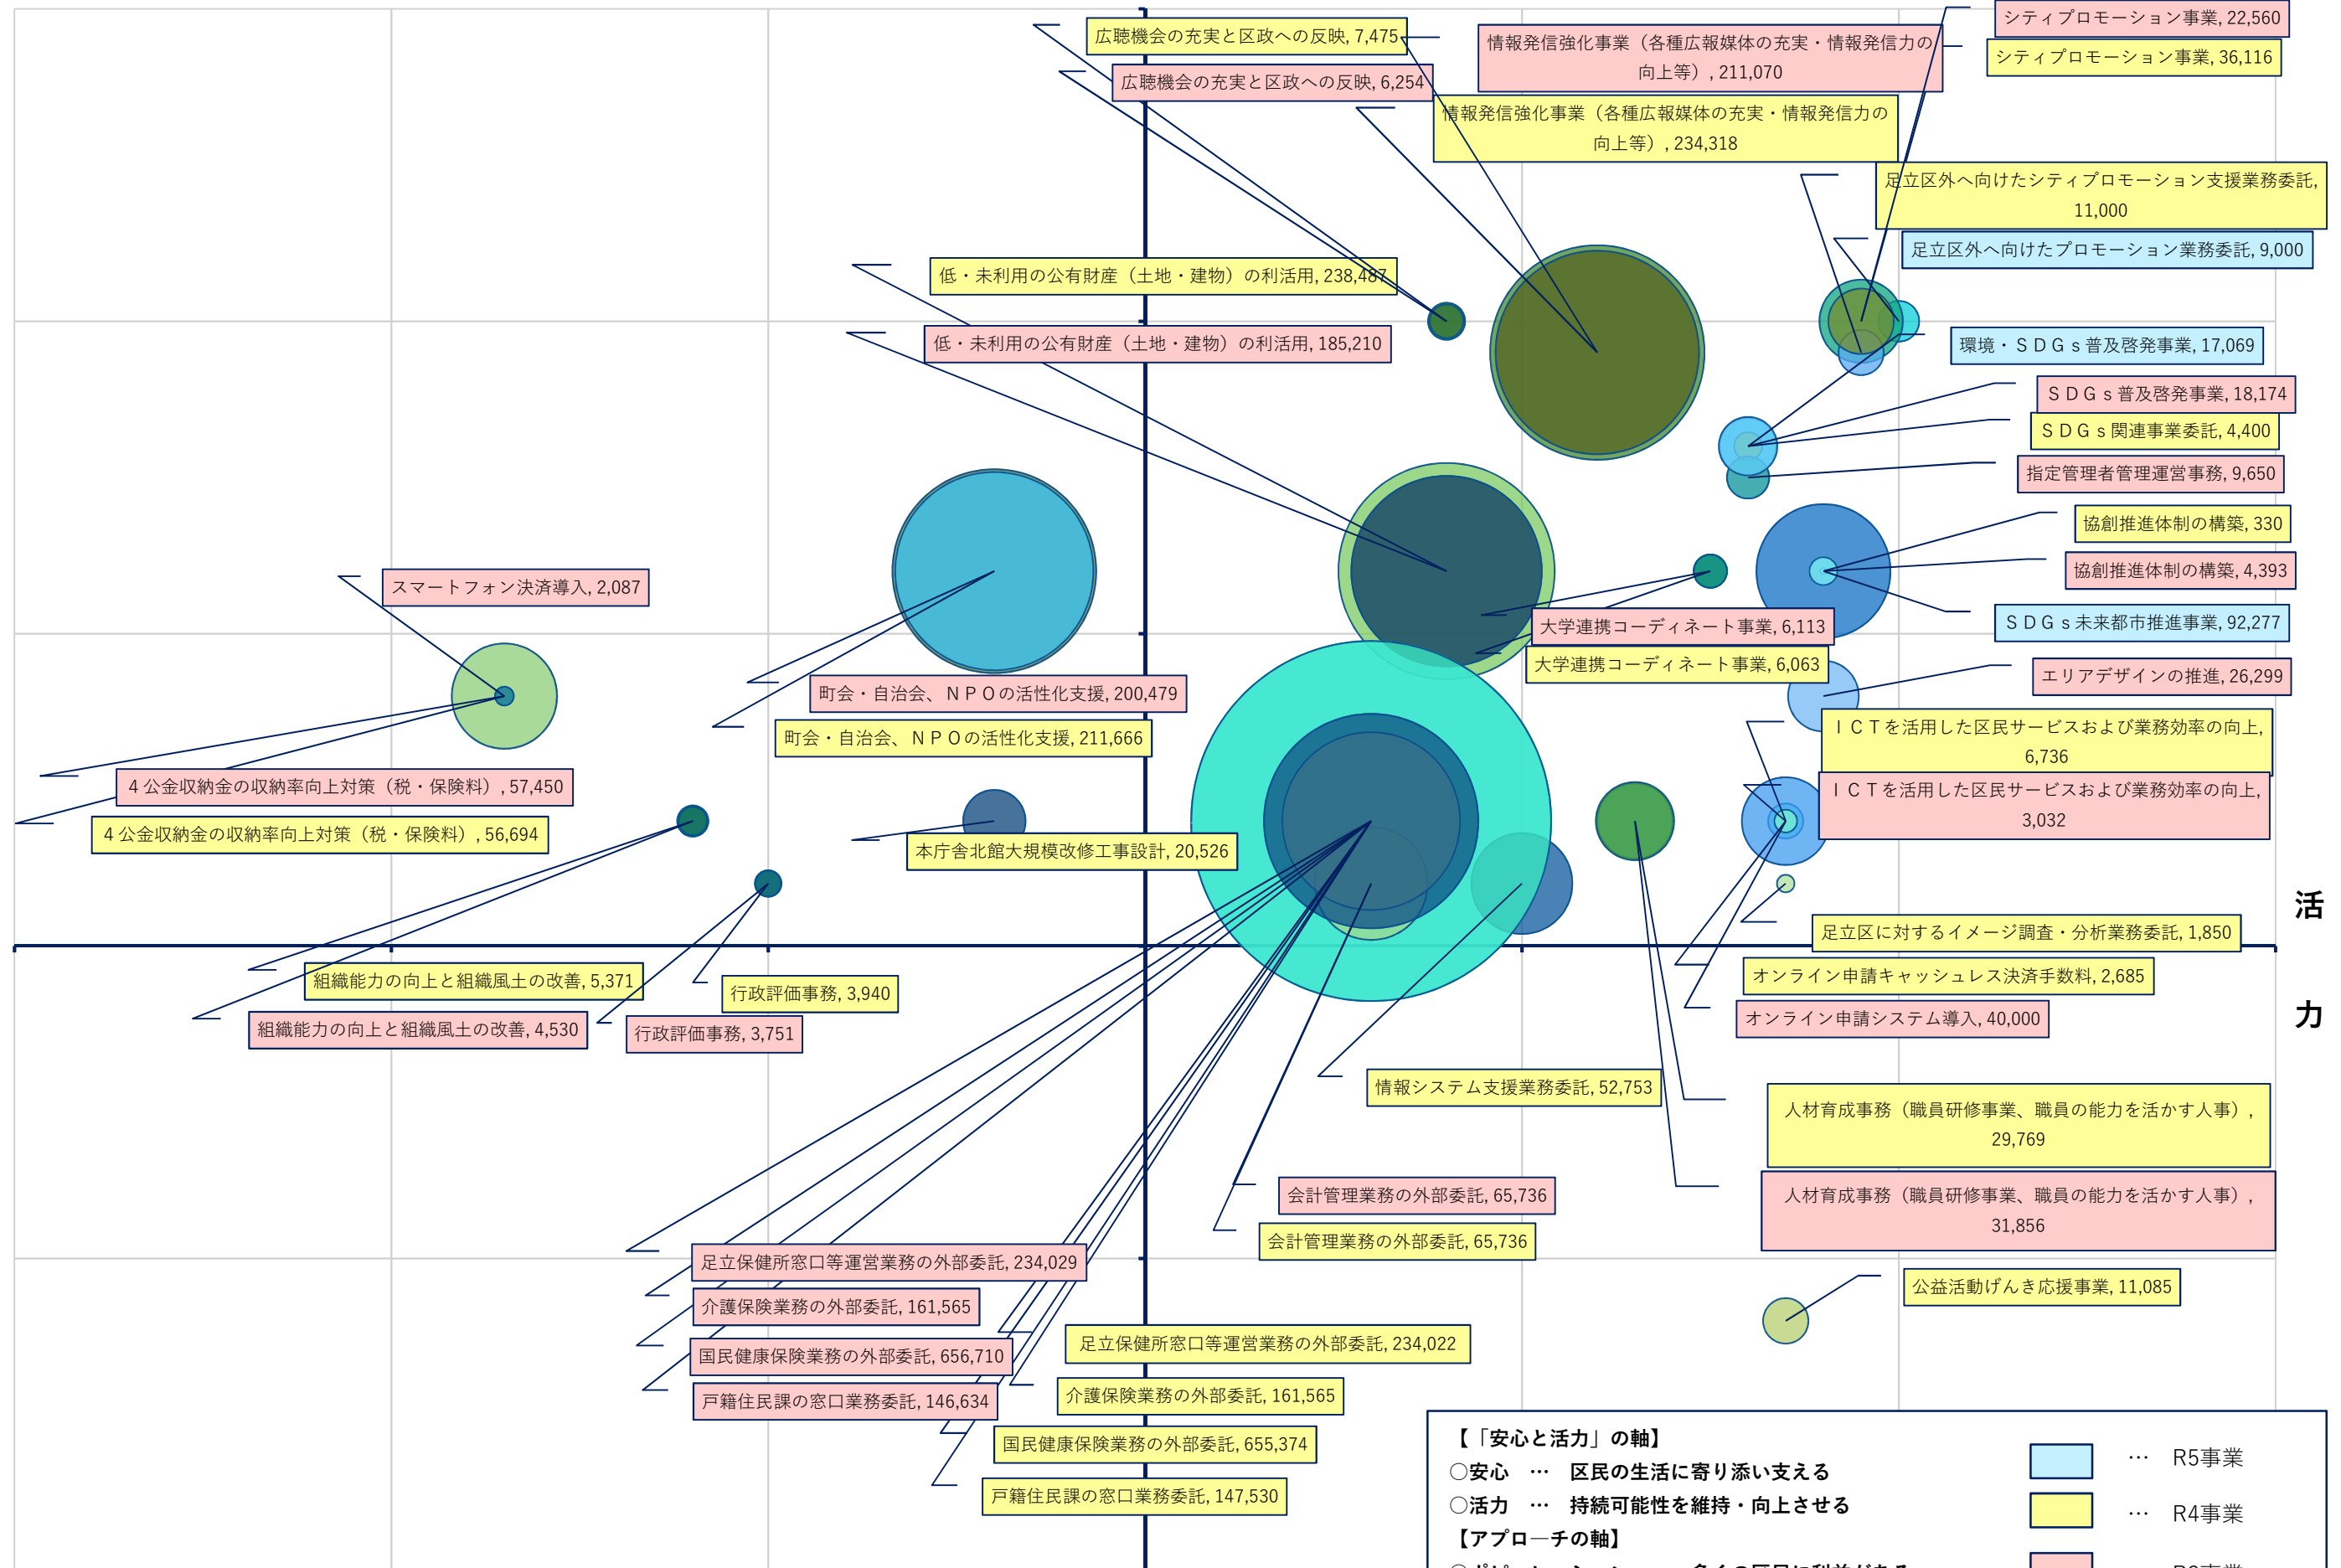 広聴機会の充実と区政への反映, 7,475
広聴機会の充実と区政への反映, 6,254
情報発信強化事業（各種広報媒体の充実・情報発信力の
向上等）, 211,070
情報発信強化事業（各種広報媒体の充実・情報発信力の
向上等）, 234,318
シティプロモーション事業, 22,560
シティプロモーション事業, 36,116
足立区外へ向けたシティプロモーション支援業務委託,
11,000
足立区外へ向けたプロモーション業務委託, 9,000
低・未利用の公有財産（土地・建物）の利活用, 238,487
低・未利用の公有財産（土地・建物）の利活用, 185,210
環境・ＳＤＧｓ普及啓発事業, 17,069
ＳＤＧｓ普及啓発事業, 18,174
ＳＤＧｓ関連事業委託, 4,400
指定管理者管理運営事務, 9,650
協創推進体制の構築, 330
協創推進体制の構築, 4,393
ＳＤＧｓ未来都市推進事業, 92,277
スマートフォン決済導入, 2,087
大学連携コーディネート事業, 6,113
大学連携コーディネート事業, 6,063
エリアデザインの推進, 26,299
町会・自治会、ＮＰＯの活性化支援, 200,479
町会・自治会、ＮＰＯの活性化支援, 211,666
ＩＣＴを活用した区民サービスおよび業務効率の向上,
6,736
ＩＣＴを活用した区民サービスおよび業務効率の向上,
3,032
４公金収納金の収納率向上対策（税・保険料）, 57,450
４公金収納金の収納率向上対策（税・保険料）, 56,694
本庁舎北館大規模改修工事設計, 20,526
活
力
足立区に対するイメージ調査・分析業務委託, 1,850
オンライン申請キャッシュレス決済手数料, 2,685
オンライン申請システム導入, 40,000
組織能力の向上と組織風土の改善, 5,371
組織能力の向上と組織風土の改善, 4,530
行政評価事務, 3,940
行政評価事務, 3,751
情報システム支援業務委託, 52,753
人材育成事務（職員研修事業、職員の能力を活かす人事）,
29,769
人材育成事務（職員研修事業、職員の能力を活かす人事）,
31,856
会計管理業務の外部委託, 65,736
会計管理業務の外部委託, 65,736
足立保健所窓口等運営業務の外部委託, 234,029
介護保険業務の外部委託, 161,565
国民健康保険業務の外部委託, 656,710
戸籍住民課の窓口業務委託, 146,634
公益活動げんき応援事業, 11,085
足立保健所窓口等運営業務の外部委託, 234,022
介護保険業務の外部委託, 161,565
国民健康保険業務の外部委託, 655,374
戸籍住民課の窓口業務委託, 147,530
【「安心と活力」の軸】
○安心　…　区民の生活に寄り添い支える
○活力　…　持続可能性を維持・向上させる
【アプローチの軸】
…　R5事業
…　R4事業